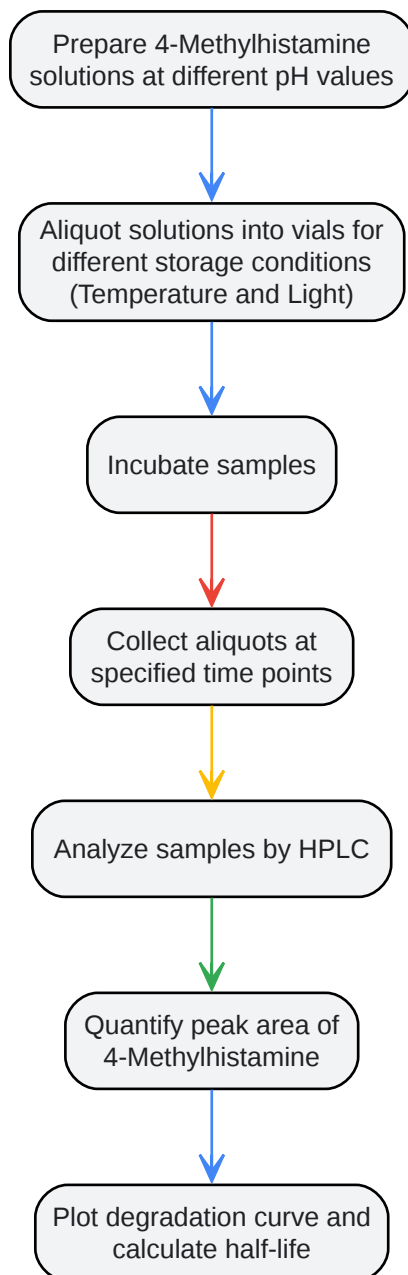 Prepare 4-Methylhistamine
solutions at different pH values
Aliquot solutions into vials for
different storage conditions
(Temperature and Light)
Incubate samples
Collect aliquots at
specified time points
Analyze samples by HPLC
Quantify peak area of
4-Methylhistamine
Plot degradation curve and
calculate half-life